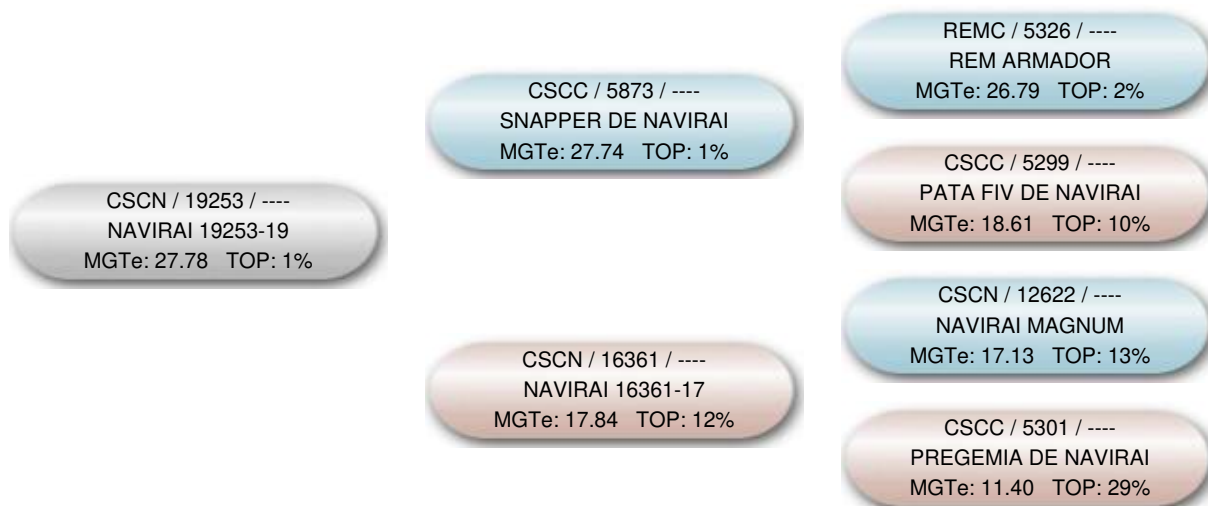 CSCN / 19253 / ----
NAVIRAI 19253-19
MGTe: 27.78 TOP: 1%
CSCC / 5873 / ----
SNAPPER DE NAVIRAI
MGTe: 27.74 TOP: 1%
CSCN / 16361 / ----
NAVIRAI 16361-17
MGTe: 17.84 TOP: 12%
REMC / 5326 / ----
REM ARMADOR
MGTe: 26.79 TOP: 2%
CSCC / 5299 / ----
PATA FIV DE NAVIRAI
MGTe: 18.61 TOP: 10%
CSCN / 12622 / ----
NAVIRAI MAGNUM
MGTe: 17.13 TOP: 13%
CSCC / 5301 / ----
PREGEMIA DE NAVIRAI
MGTe: 11.40 TOP: 29%